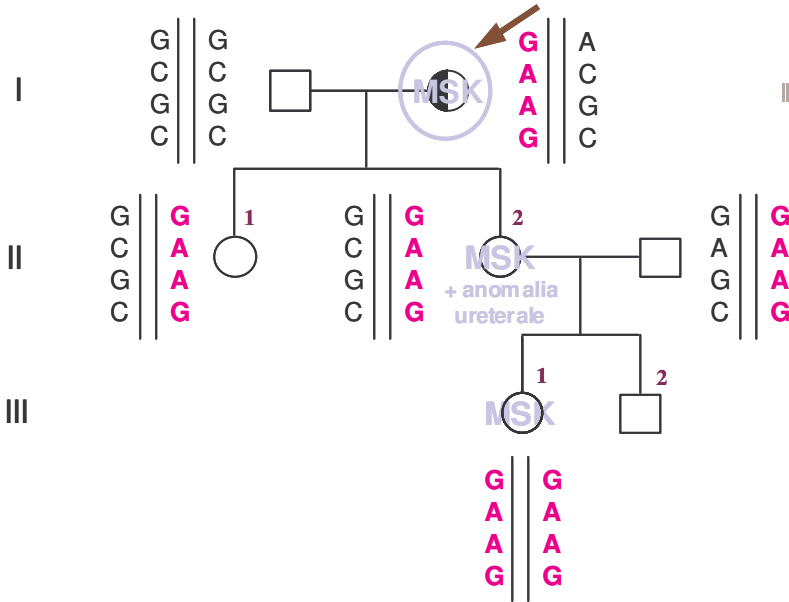 G G G A
C C A C
I MSK II
G G A G
C C G C
1 2
G G G G G G
C A C A A A
II MSK
G A G A G A
+ anomalia
C G C G C G
ureterale
1 2
III MSK
G G
A A
A A
G G